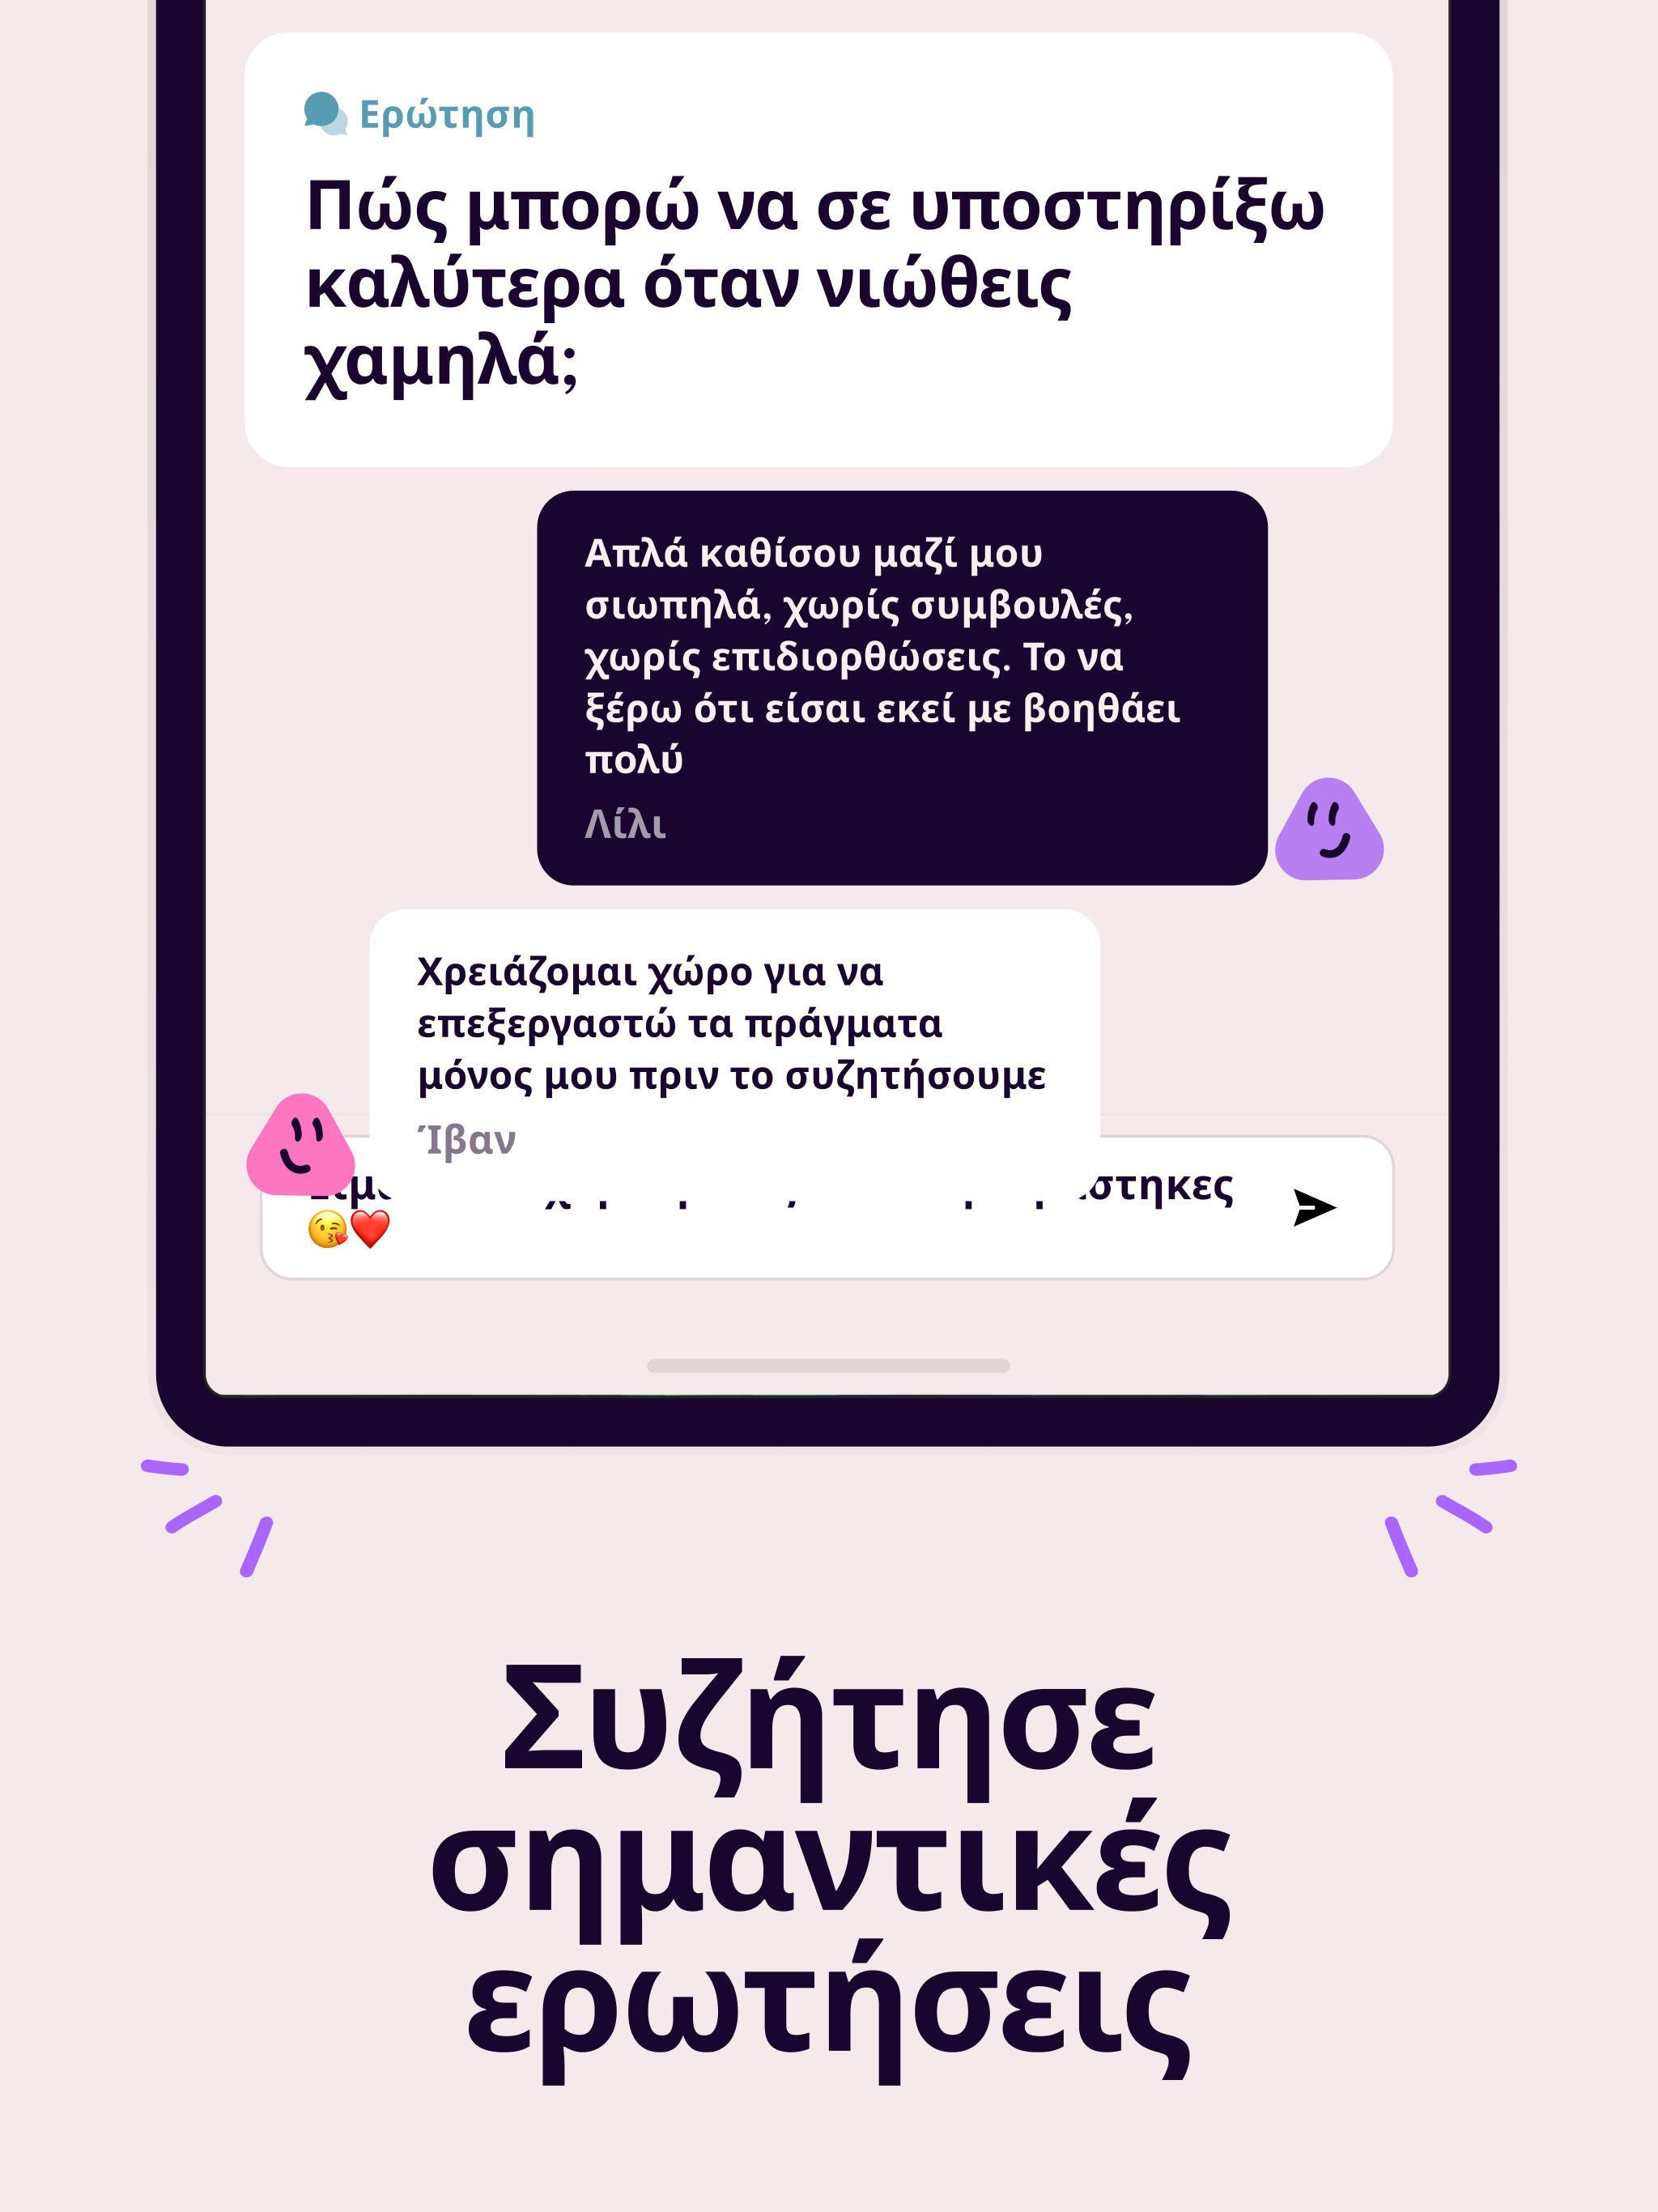 Ερώτηση
Πώς μπορώ να σε υποστηρίξω
καλύτερα όταν νιώθεις
χαμηλά;
Απλά καθίσου μαζί μου
σιωπηλά, χωρίς συμβουλές,
χωρίς επιδιορθώσεις. Το να
ξέρω ότι είσαι εκεί με βοηθάει
πολύ
Λίλι
Χρειάζομαι χώρο για να
επεξεργαστώ τα πράγματα
μόνος μου πριν το συζητήσουμε
Ίβαν
😘❤️
Συζήτησε
σημαντικές
ερωτήσεις